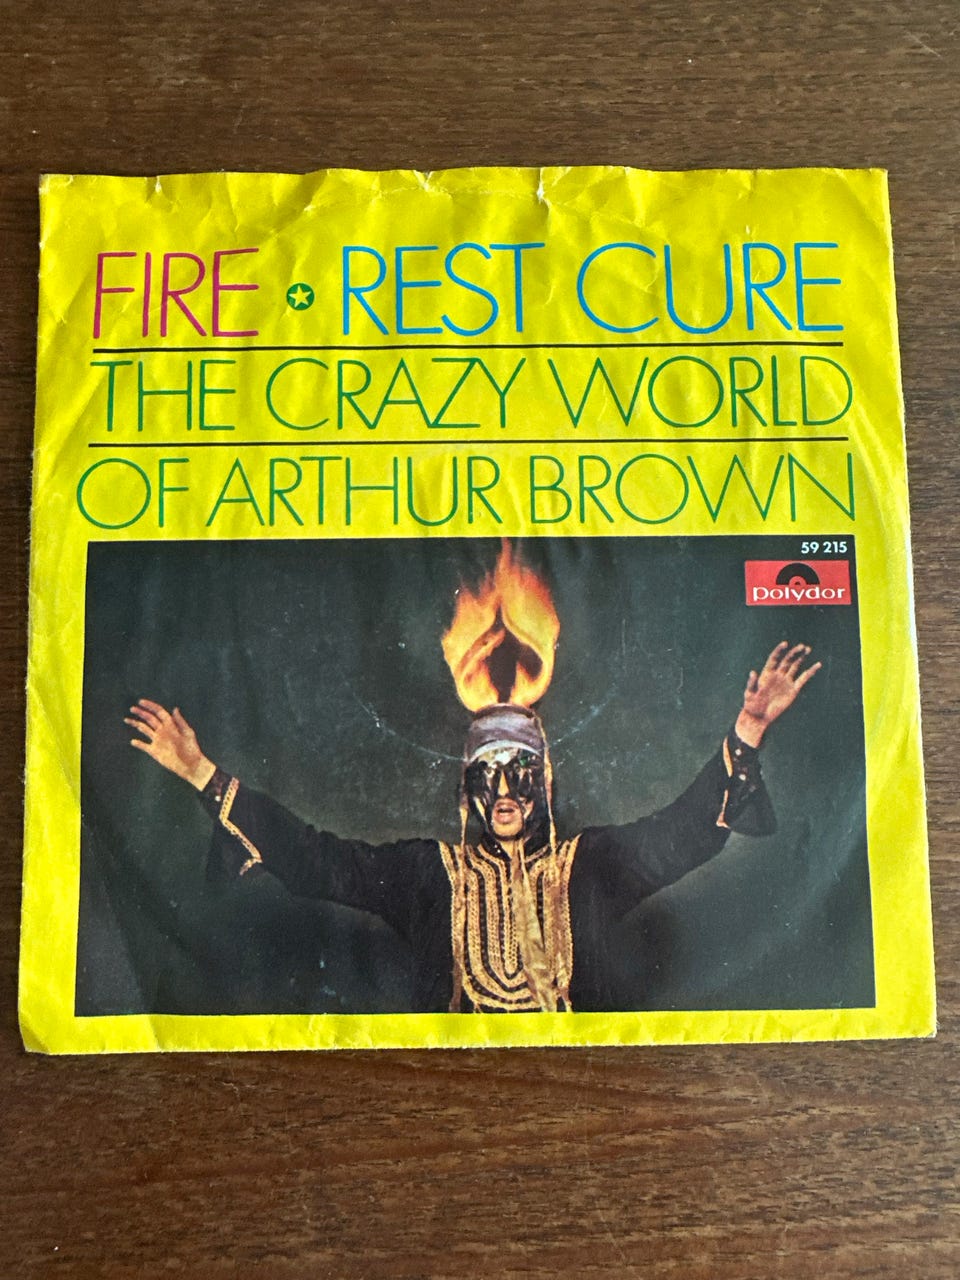 FIRE • REST CURE
THE CRAZY WORLD
OF ARTHUR BROWN
59 215
polydor